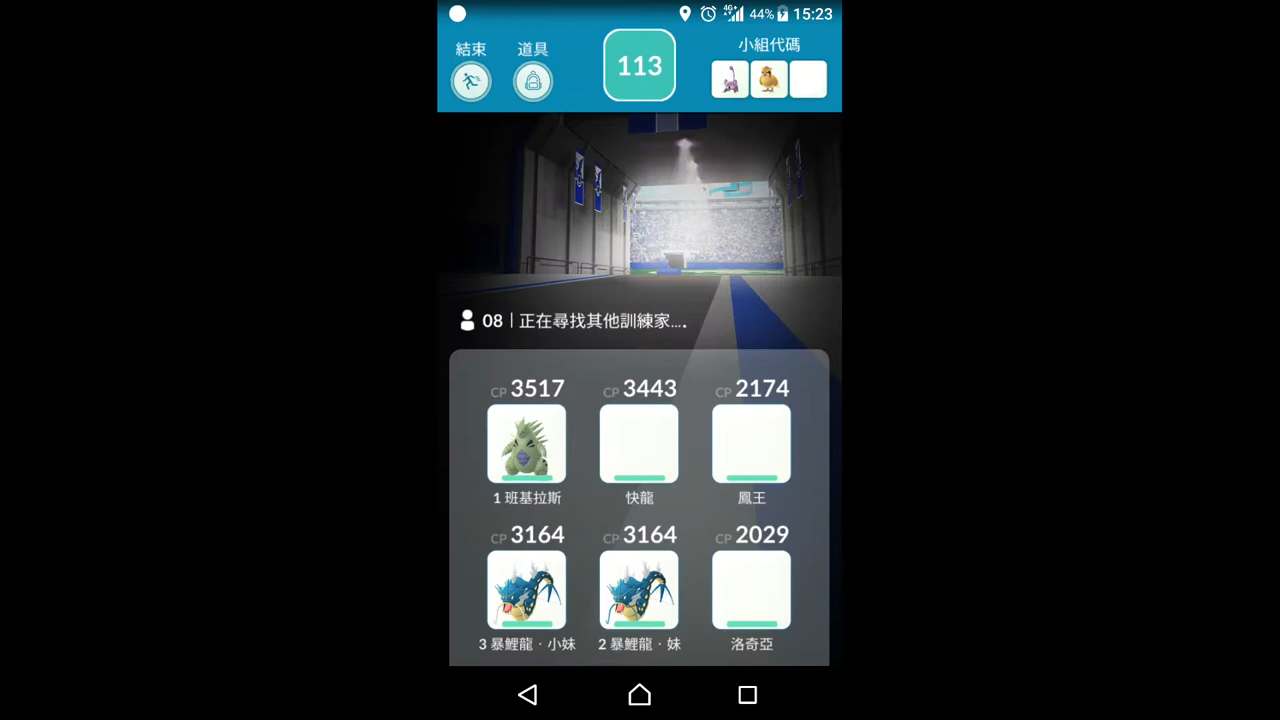 4G+ 44% 15:23
結束 道具 113 小組代碼
08 | 正在尋找其他訓練家....
CP 3517 CP 3443 CP 2174
1 班基拉斯 快龍 鳳王
CP 3164 CP 3164 CP 2029
3 暴鯉龍 · 小妹 2 暴鯉龍 · 妹 洛奇亞